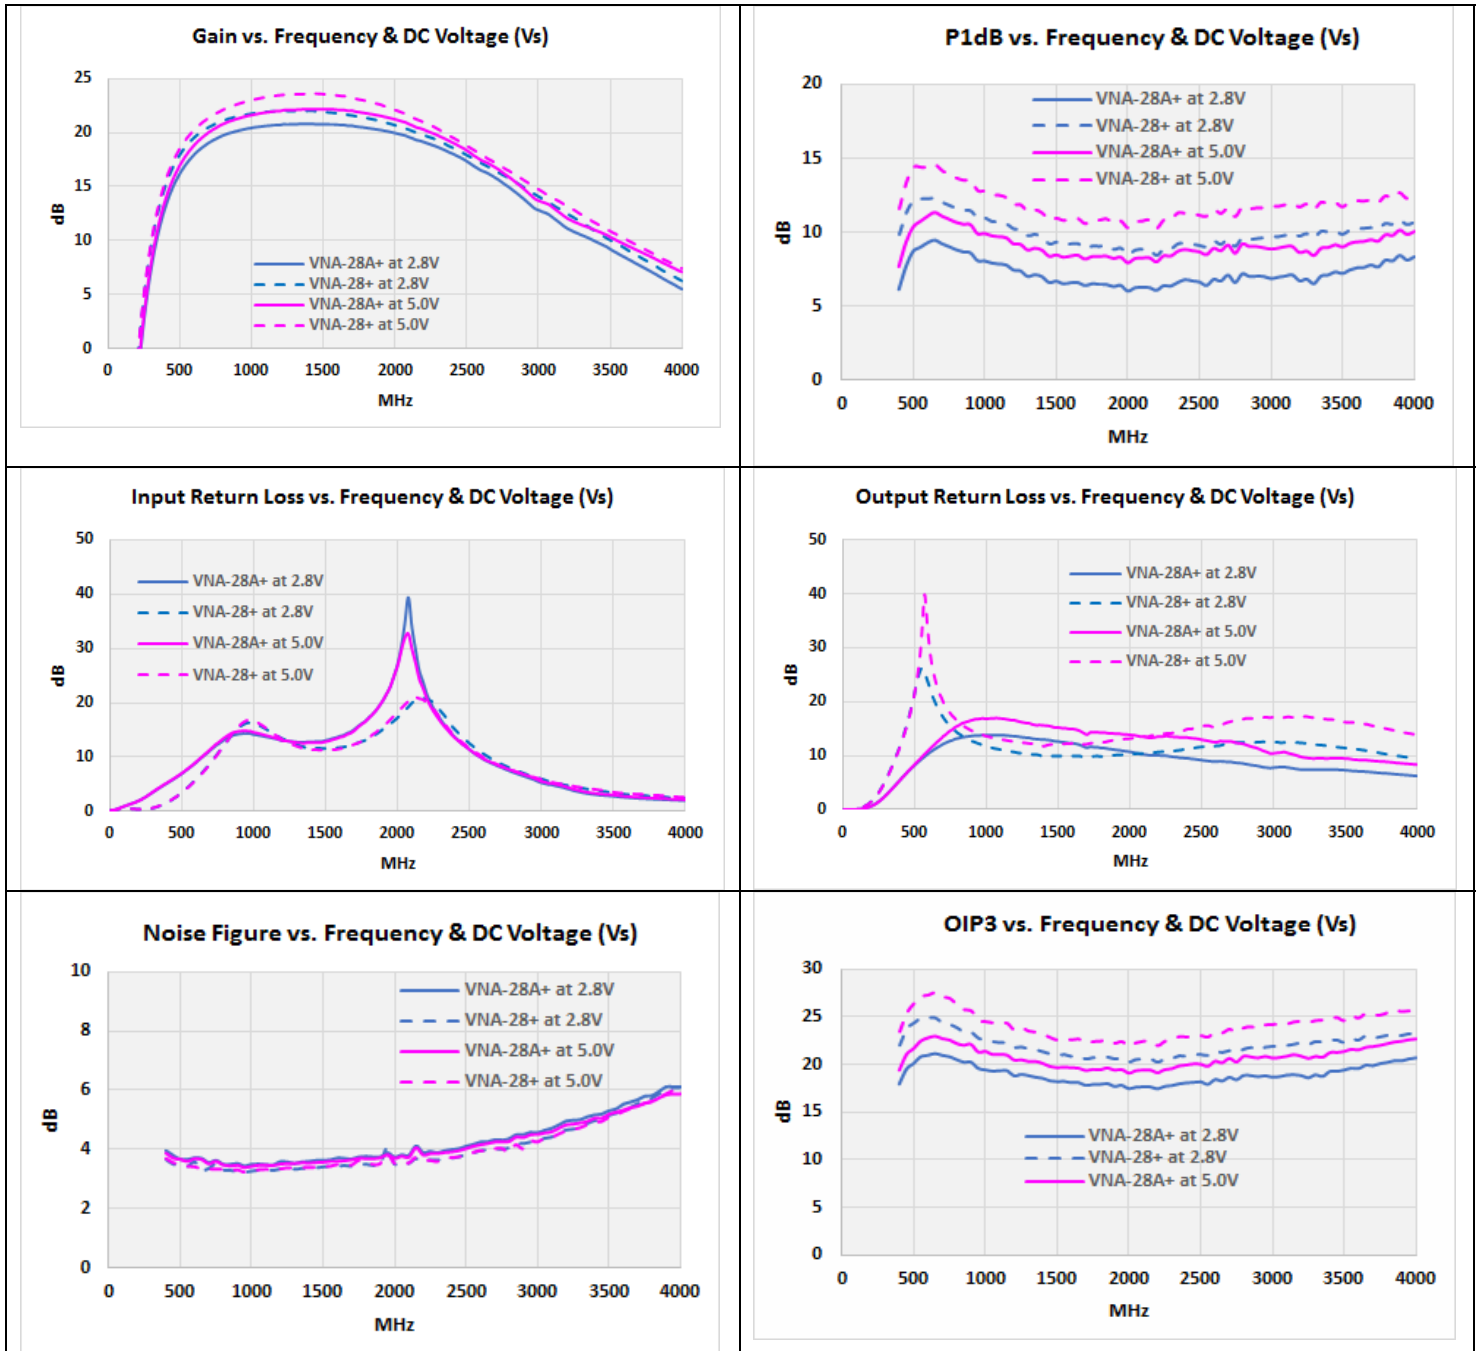 Gain vs. Frequency & DC Voltage (Vs)
25
20
15
10
5
0
dB
VNA-28A+ at 2.8V
VNA-28+ at 2.8V
VNA-28A+ at 5.0V
VNA-28+ at 5.0V
0 500 1000 1500 2000 2500 3000 3500 4000
MHz
P1dB vs. Frequency & DC Voltage (Vs)
20
15
10
5
0
dB
VNA-28A+ at 2.8V
VNA-28+ at 2.8V
VNA-28A+ at 5.0V
VNA-28+ at 5.0V
0 500 1000 1500 2000 2500 3000 3500 4000
MHz
Input Return Loss vs. Frequency & DC Voltage (Vs)
50
40
30
20
10
0
dB
VNA-28A+ at 2.8V
VNA-28+ at 2.8V
VNA-28A+ at 5.0V
VNA-28+ at 5.0V
0 500 1000 1500 2000 2500 3000 3500 4000
MHz
Output Return Loss vs. Frequency & DC Voltage (Vs)
50
40
30
20
10
0
dB
VNA-28A+ at 2.8V
VNA-28+ at 2.8V
VNA-28A+ at 5.0V
VNA-28+ at 5.0V
0 500 1000 1500 2000 2500 3000 3500 4000
MHz
Noise Figure vs. Frequency & DC Voltage (Vs)
10
8
6
4
2
0
dB
VNA-28A+ at 2.8V
VNA-28+ at 2.8V
VNA-28A+ at 5.0V
VNA-28+ at 5.0V
0 500 1000 1500 2000 2500 3000 3500 4000
MHz
OIP3 vs. Frequency & DC Voltage (Vs)
30
25
20
15
10
5
0
dB
VNA-28A+ at 2.8V
VNA-28+ at 2.8V
VNA-28A+ at 5.0V
0 500 1000 1500 2000 2500 3000 3500 4000
MHz